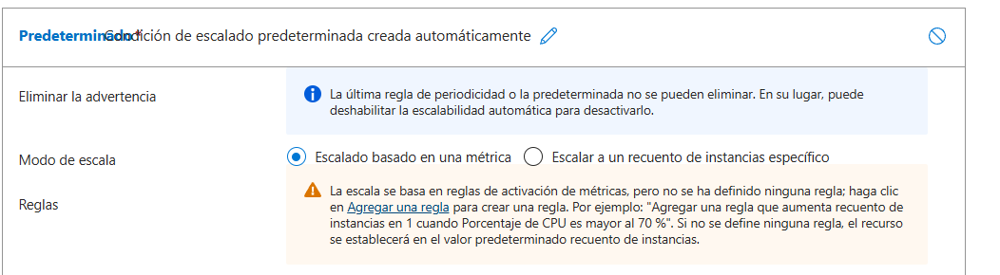 Predeterminado* Condición de escalado predeterminada creada automáticamente
Eliminar la advertencia
La última regla de periodicidad o la predeterminada no se pueden eliminar. En su lugar, puede
deshabilitar la escalabilidad automática para desactivarlo.
Modo de escala
Escalado basado en una métrica
Escalar a un recuento de instancias específico
Reglas
La escala se basa en reglas de activación de métricas, pero no se ha definido ninguna regla; haga clic
en Agregar una regla para crear una regla. Por ejemplo: "Agregar una regla que aumenta recuento de
instancias en 1 cuando Porcentaje de CPU es mayor al 70 %". Si no se define ninguna regla, el recurso
se establecerá en el valor predeterminado recuento de instancias.